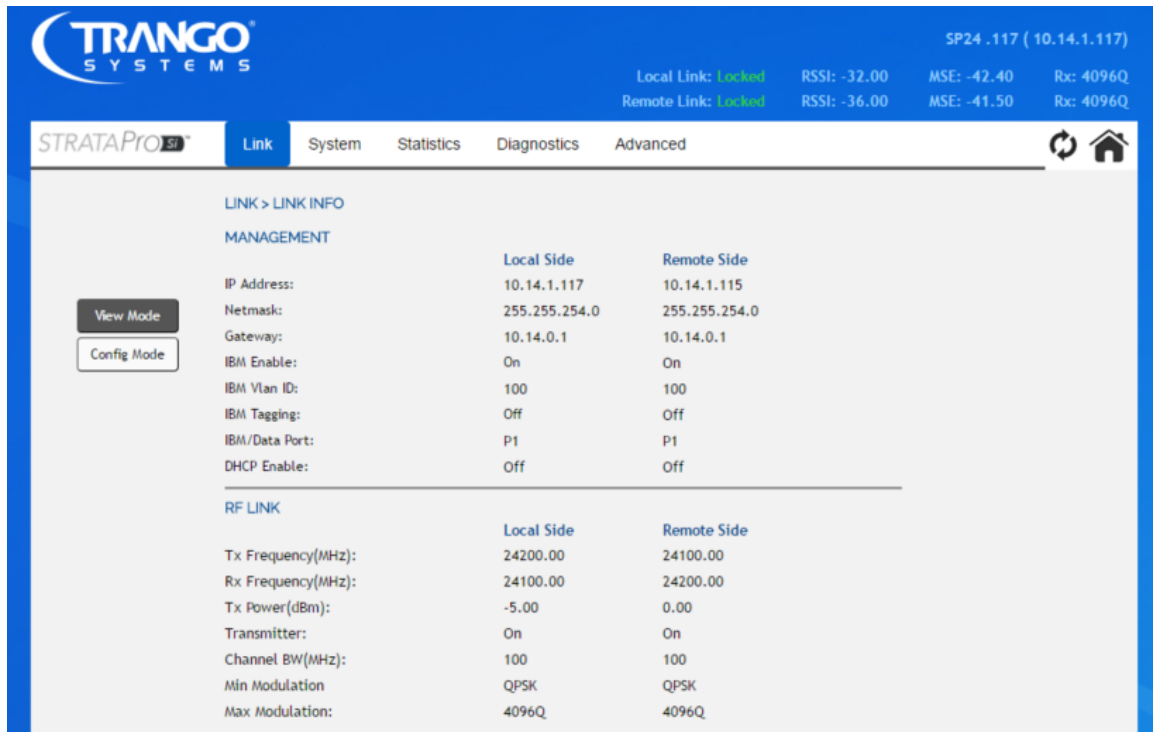 TRANGO®
SYSTEMS
SP24 .117 ( 10.14.1.117)
Local Link: Locked RSSI: -32.00 MSE: -42.40 Rx: 4096Q
Remote Link: Locked RSSI: -36.00 MSE: -41.50 Rx: 4096Q
STRATAPro Si™ Link System Statistics Diagnostics Advanced
LINK > LINK INFO
MANAGEMENT
Local Side Remote Side
IP Address: 10.14.1.117 10.14.1.115
View Mode
Netmask: 255.255.254.0 255.255.254.0
Gateway: 10.14.0.1 10.14.0.1
Config Mode
IBM Enable: On On
IBM Vlan ID: 100 100
IBM Tagging: Off Off
IBM/Data Port: P1 P1
DHCP Enable: Off Off
RF LINK
Local Side Remote Side
Tx Frequency(MHz): 24200.00 24100.00
Rx Frequency(MHz): 24100.00 24200.00
Tx Power(dBm): -5.00 0.00
Transmitter: On On
Channel BW(MHz): 100 100
Min Modulation QPSK QPSK
Max Modulation: 4096Q 4096Q